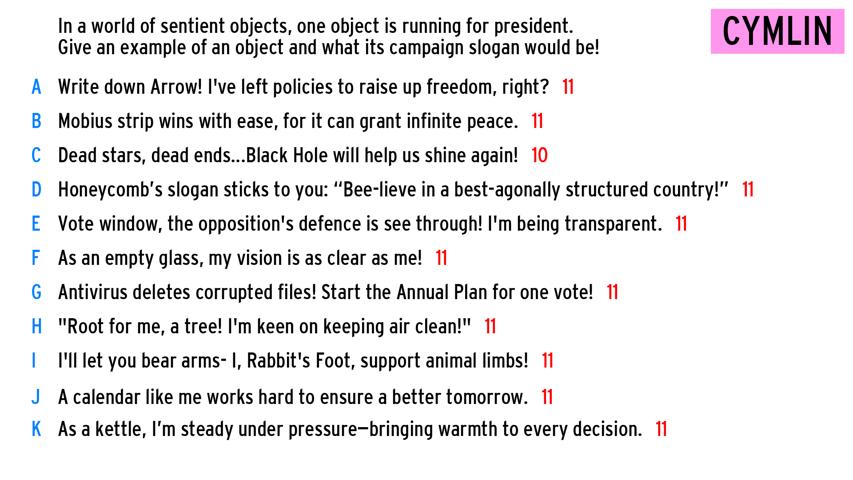 In a world of sentient objects, one object is running for president.
Give an example of an object and what its campaign slogan would be!
CYMLIN
A Write down Arrow! I've left policies to raise up freedom, right? 11
B Mobius strip wins with ease, for it can grant infinite peace. 11
C Dead stars, dead ends...Black Hole will help us shine again! 10
D Honeycomb's slogan sticks to you: “Bee-lieve in a best-agonally structured country!” 11
E Vote window, the opposition's defence is see through! I'm being transparent. 11
F As an empty glass, my vision is as clear as me! 11
G Antivirus deletes corrupted files! Start the Annual Plan for one vote! 11
H "Root for me, a tree! I'm keen on keeping air clean!" 11
I I'll let you bear arms- I, Rabbit's Foot, support animal limbs! 11
J A calendar like me works hard to ensure a better tomorrow. 11
K As a kettle, I'm steady under pressure—bringing warmth to every decision. 11